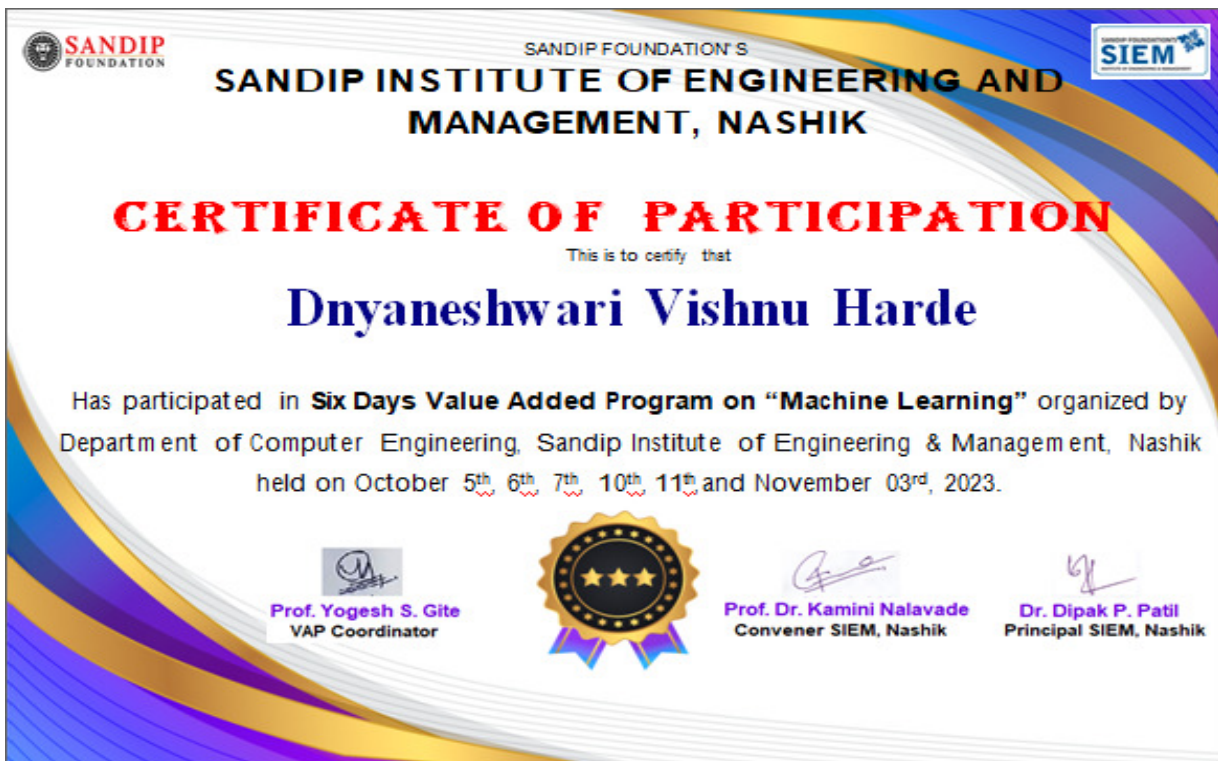 SANDIP
FOUNDATION
SANDIP FOUNDATION'S
SIEM
SANDIP INSTITUTE OF ENGINEERING AND
MANAGEMENT, NASHIK
CERTIFICATE OF PARTICIPATION
This is to certify that
Dnyaneshwari Vishnu Harde
Has participated in Six Days Value Added Program on “Machine Learning” organized by
Department of Computer Engineering, Sandip Institute of Engineering & Management, Nashik
held on October 5th, 6th, 7th, 10th, 11th and November 03rd, 2023.
Prof. Yogesh S. Gite
VAP Coordinator
Prof. Dr. Kamini Nalavade
Convener SIEM, Nashik
Dr. Dipak P. Patil
Principal SIEM, Nashik